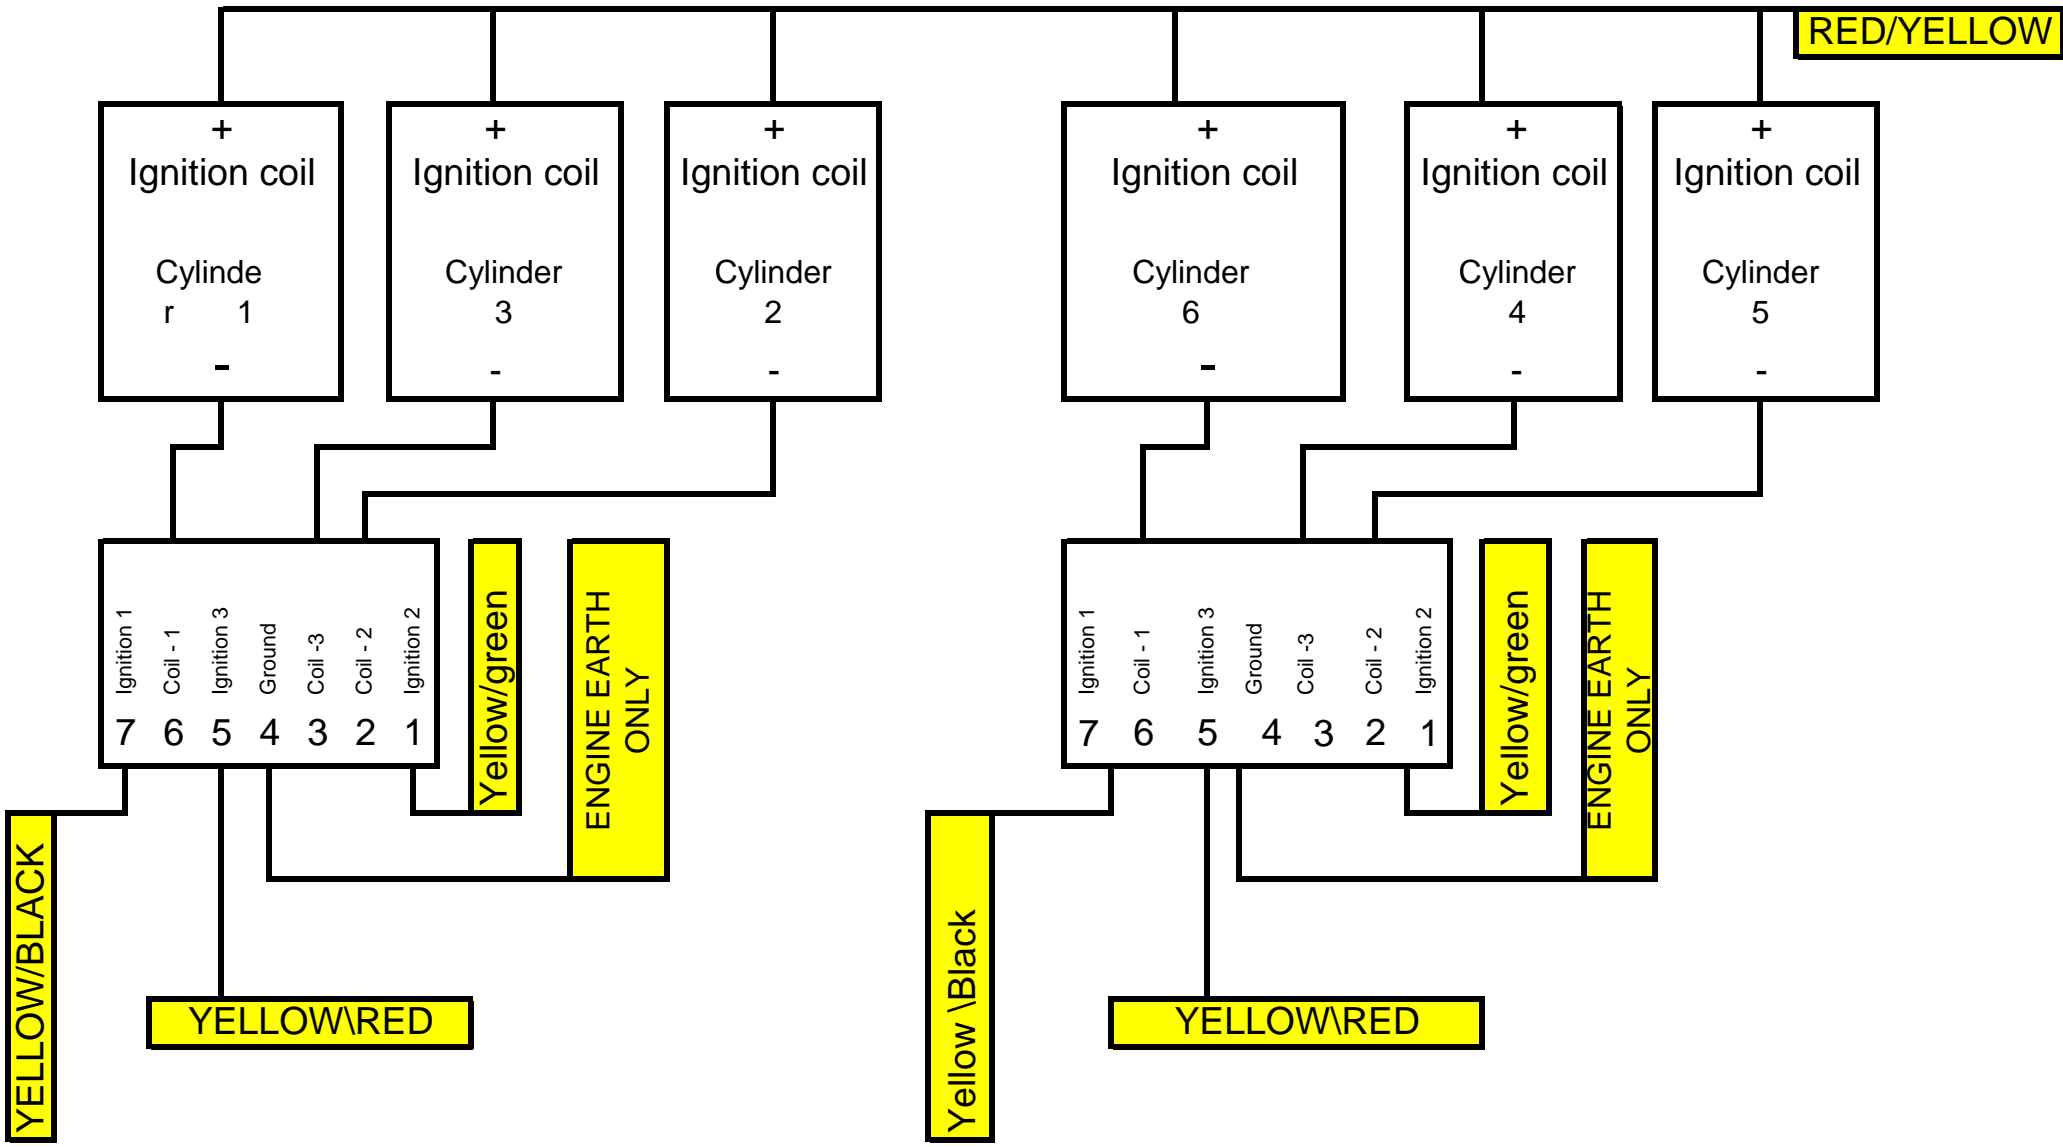 RED/YELLOW
+
Ignition coil
Cylinde
r 1
-
+
Ignition coil
Cylinder
3
-
+
Ignition coil
Cylinder
2
-
+
Ignition coil
Cylinder
6
-
+
Ignition coil
Cylinder
4
-
+
Ignition coil
Cylinder
5
-
Ignition 1
Coil - 1
Ignition 3
Ground
Coil -3
Coil - 2
Ignition 2
7 6 5 4 3 2 1
Yellow/green
ENGINE EARTH
ONLY
YELLOW/BLACK
YELLOW\RED
Ignition 1
Coil - 1
Ignition 3
Ground
Coil -3
Coil - 2
Ignition 2
7 6 5 4 3 2 1
Yellow/green
ENGINE EARTH
ONLY
Yellow \Black
YELLOW\RED